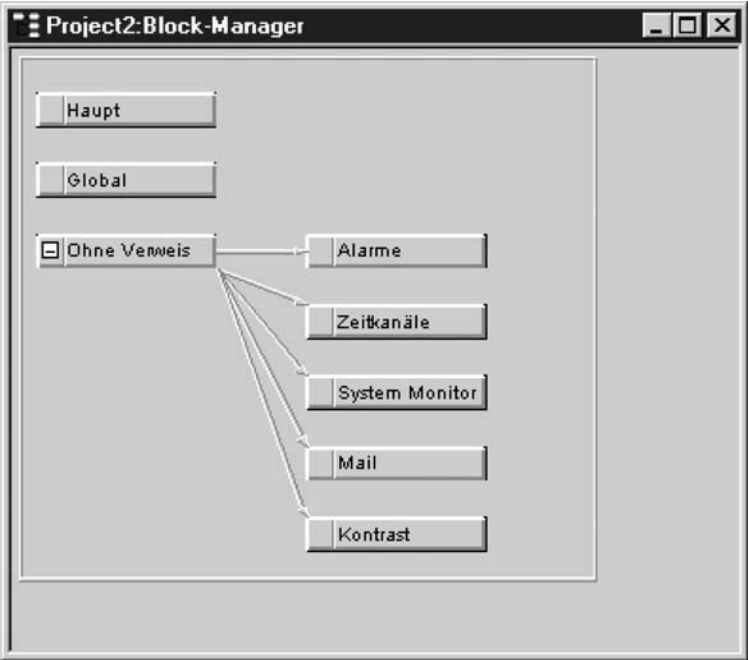 Project2:Block-Manager
Haupt
Global
Ohne Verweis
Alarme
Zeitkanäle
System Monitor
Mail
Kontrast